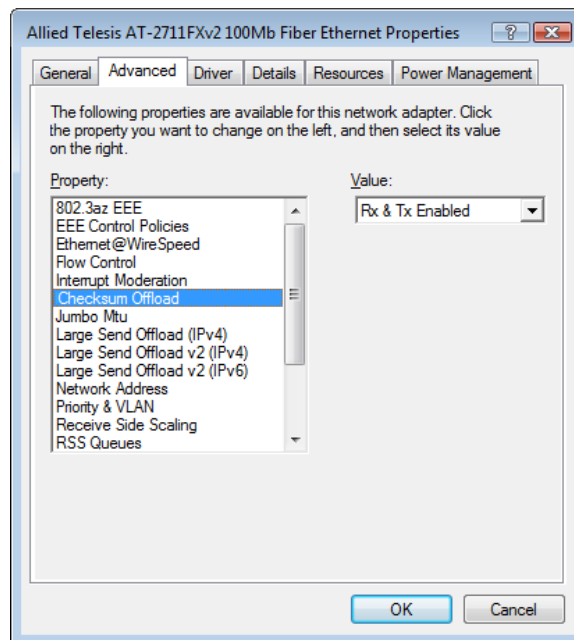 Allied Telesis AT-2711FXv2 100Mb Fiber Ethernet Properties
General Advanced Driver Details Resources Power Management
The following properties are available for this network adapter. Click
the property you want to change on the left, and then select its value
on the right.
Property:
Value:
802.3az EEE
Rx & Tx Enabled
EEE Control Policies
Ethernet@WireSpeed
Flow Control
Interrupt Moderation
Checksum Offload
Jumbo Mtu
Large Send Offload (IPv4)
Large Send Offload v2 (IPv4)
Large Send Offload v2 (IPv6)
Network Address
Priority & VLAN
Receive Side Scaling
RSS Queues
OK
Cancel